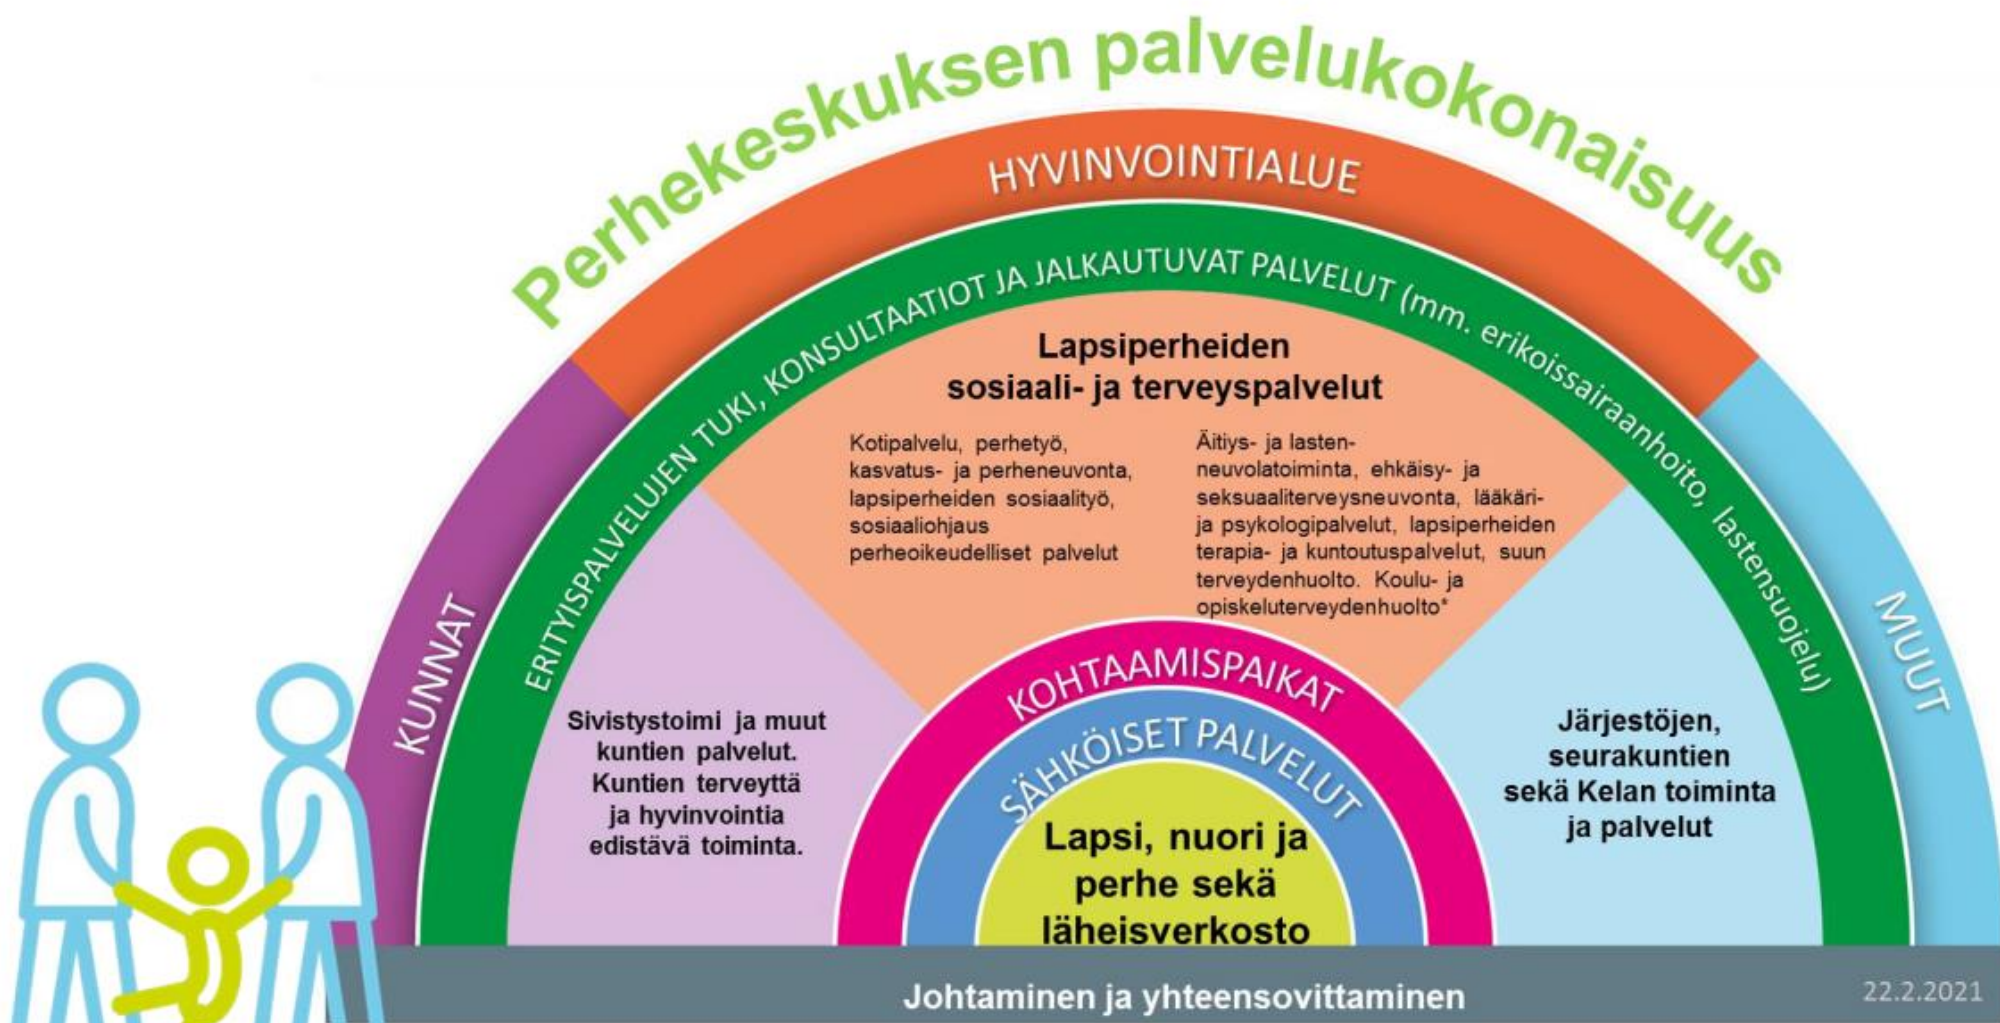 Perhekeskuksen palvelukokonaisuus
HYVINVOINTIALUE
KUNNAT
MUUT
ERITYISPALVELUJEN TUKI, KONSULTAATIOT JA JALKAUTUVAT PALVELUT (mm. erikoissairaanhoito, lastensuojelu)
Lapsiperheiden
sosiaali- ja terveyspalvelut
Kotipalvelu, perhetyö,
kasvatus- ja perheneuvonta,
lapsiperheiden sosiaalityö,
sosiaaliohjaus
perheoikeudelliset palvelut
Äitiys- ja lasten-
neuvolatoiminta, ehkäisy- ja
seksuaaliterveysneuvonta, lääkäri-
ja psykologipalvelut, lapsiperheiden
terapia- ja kuntoutuspalvelut, suun
terveydenhuolto. Koulu- ja
opiskeluterveydenhuolto*
Sivistystoimi ja muut
kuntien palvelut.
Kuntien terveyttä
ja hyvinvointia
edistävä toiminta.
Järjestöjen,
seurakuntien
sekä Kelan toiminta
ja palvelut
KOHTAAMISPAIKAT
SÄHKÖISET PALVELUT
Lapsi, nuori ja
perhe sekä
läheisverkosto
Johtaminen ja yhteensovittaminen
22.2.2021